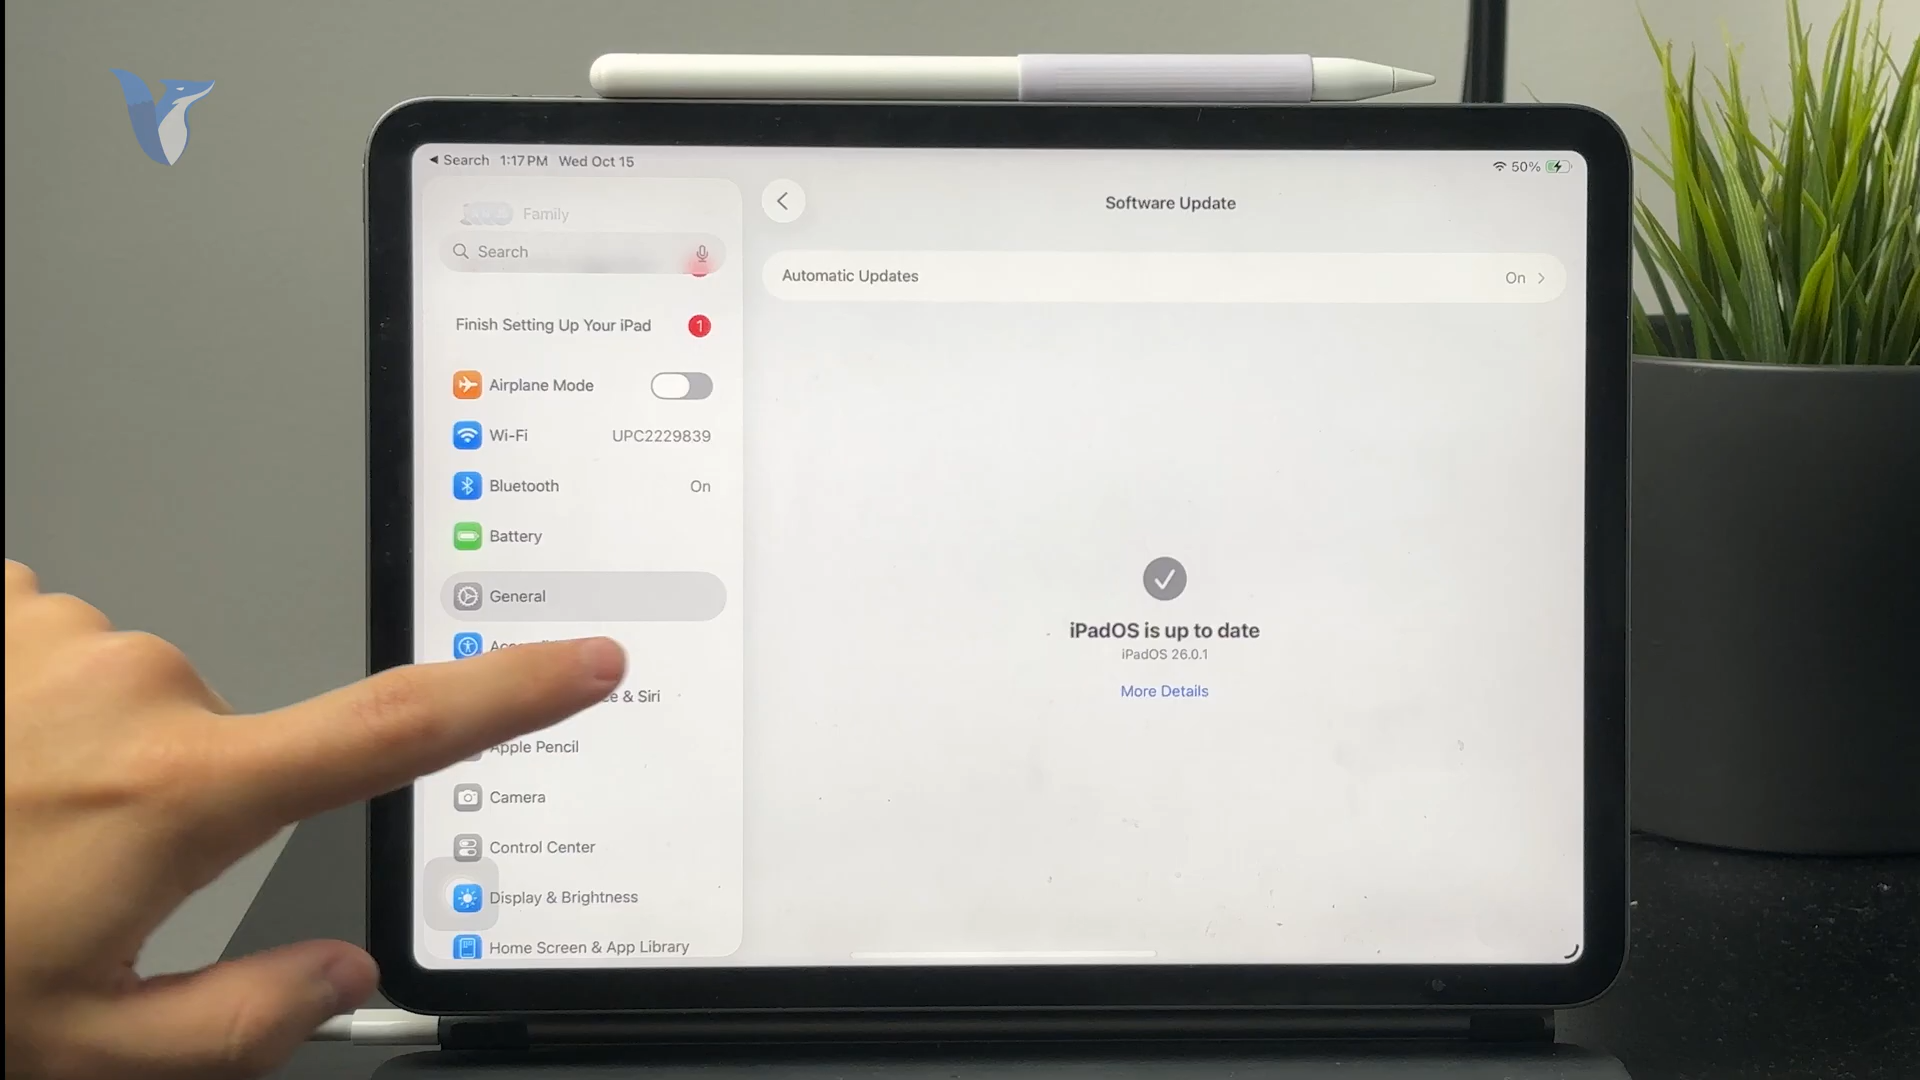 Search 1:17 PM Wed Oct 15
50%
Family
Search
Finish Setting Up Your iPad 1
Airplane Mode
Wi-Fi UPC2229839
Bluetooth On
Battery
General
& Siri
Apple Pencil
Camera
Control Center
Display & Brightness
Home Screen & App Library
Software Update
Automatic Updates On
iPadOS is up to date
iPadOS 26.0.1
More Details